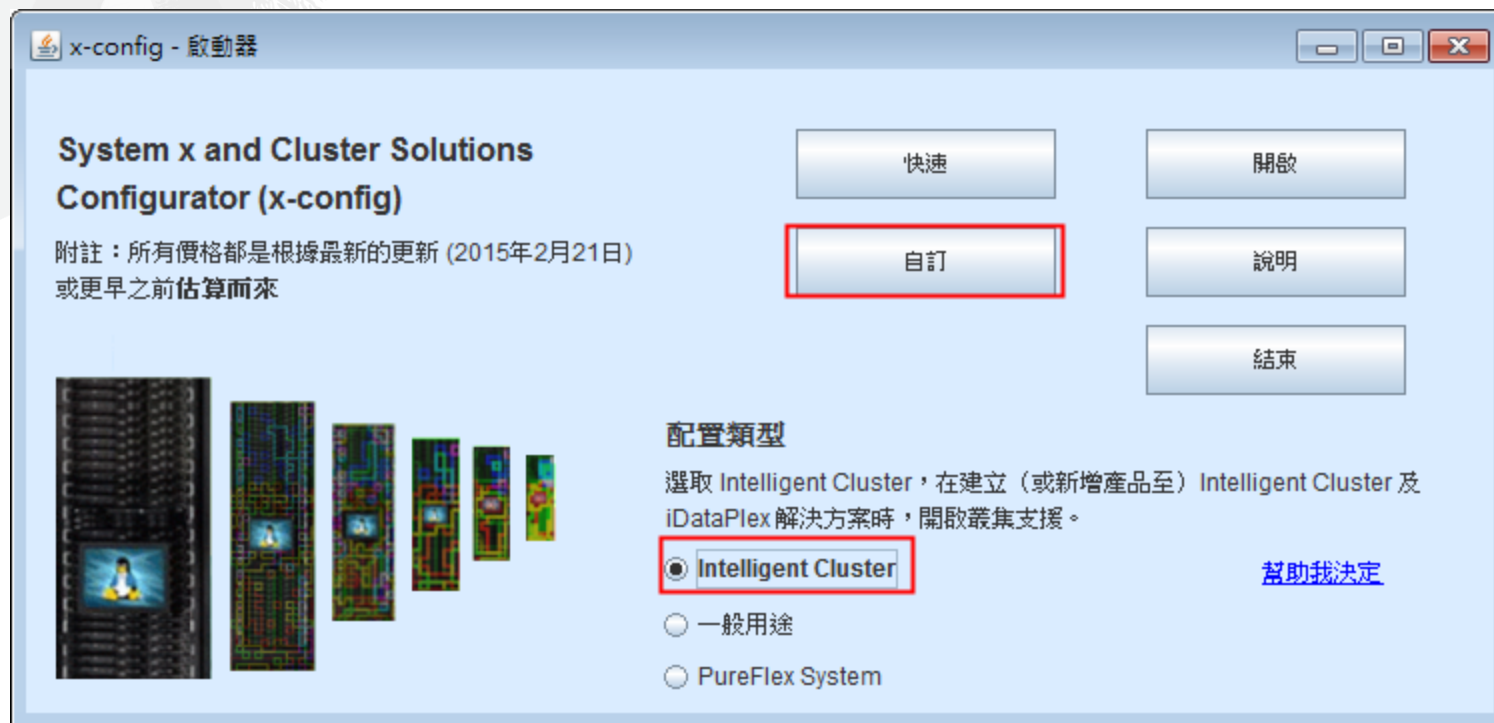 x-config - 啟動器
System x and Cluster Solutions
Configurator (x-config)
附註：所有價格都是根據最新的更新 (2015年2月21日)
或更早之前估算而來
快速
開啟
自訂
說明
結束
配置類型
選取 Intelligent Cluster，在建立（或新增產品至）Intelligent Cluster 及
iDataPlex 解決方案時，開啟叢集支援。
Intelligent Cluster
幫助我決定
一般用途
PureFlex System